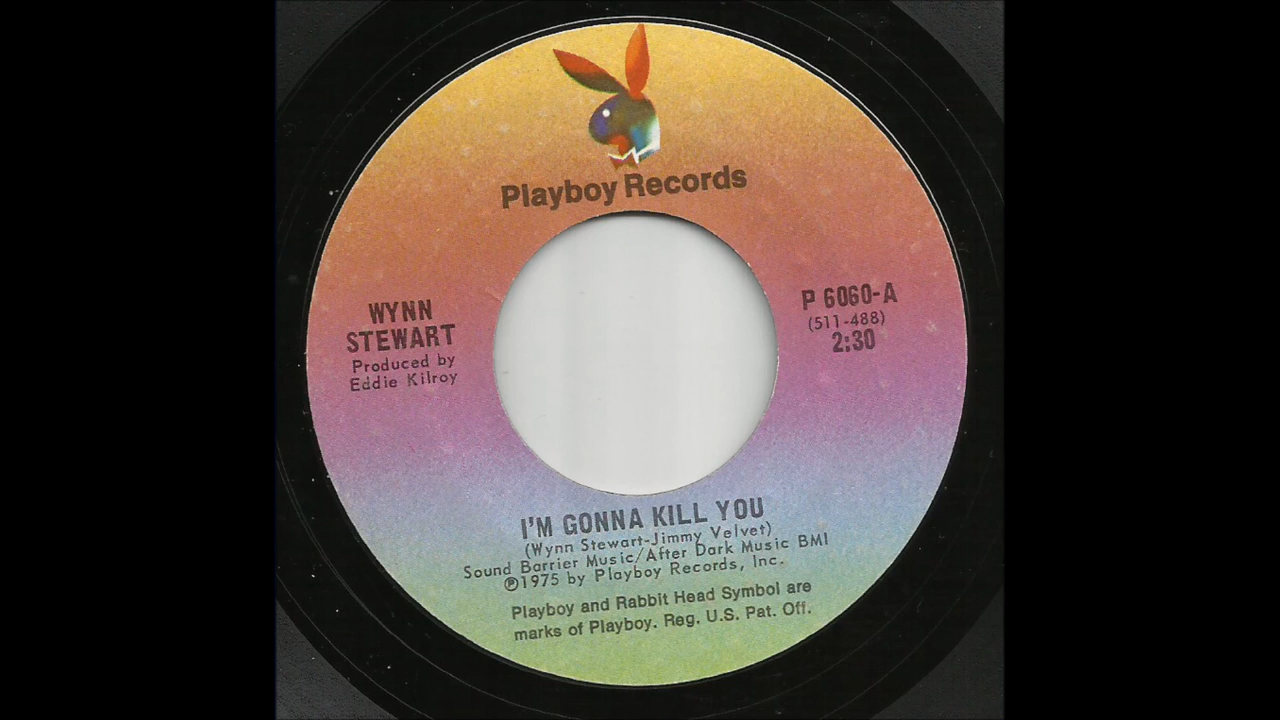 Playboy Records
WYNN
STEWART
Produced by
Eddie Kilroy
P 6060-A
(511-488)
2:30
I'M GONNA KILL YOU
(Wynn Stewart-Jimmy Velvet)
Sound Barrier Music/After Dark Music BMI
℗1975 by Playboy Records, Inc.
Playboy and Rabbit Head Symbol are
marks of Playboy. Reg. U.S. Pat. Off.